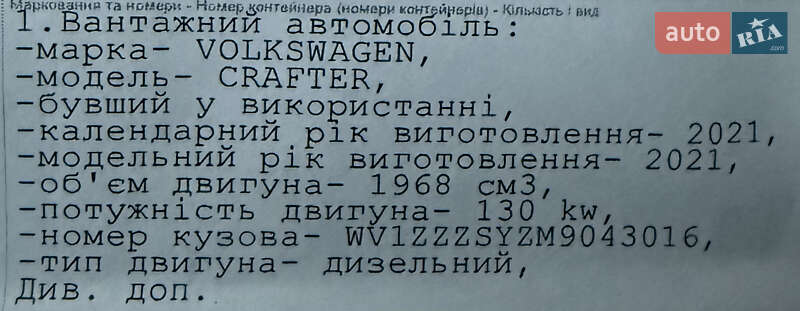 Маркування та номери - Номер контейнера (номери контейнерів) - Кількість і вид
1.Вантажний автомобіль:
-марка- VOLKSWAGEN,
-модель- CRAFTER,
-бувший у використанні,
-календарний рік виготовлення- 2021,
-модельний рік виготовлення- 2021,
-об'єм двигуна- 1968 см3,
-потужність двигуна- 130 kw,
-номер кузова- WV1ZZZSYZM9043016,
-тип двигуна- дизельний,
Див. доп.
auto RIA.com